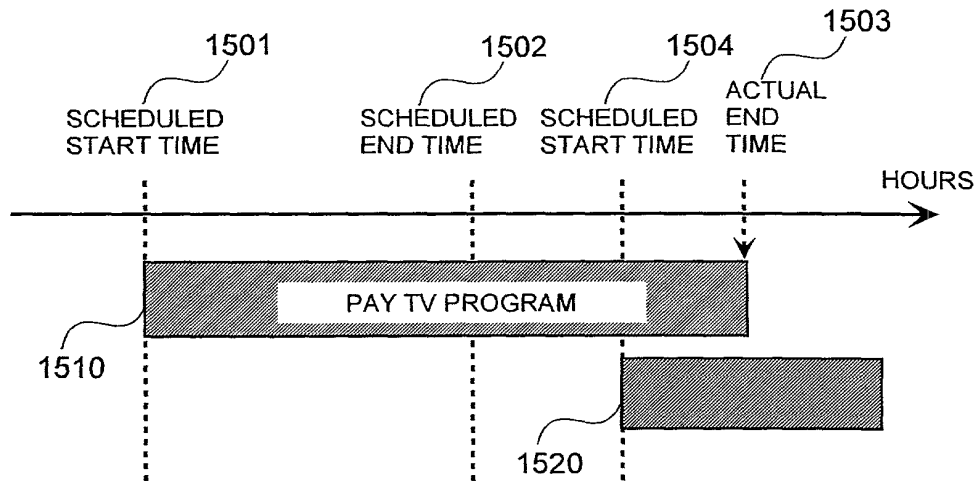 1501
1502
1504
1503
SCHEDULED
START TIME
SCHEDULED
END TIME
SCHEDULED
START TIME
ACTUAL
END
TIME
HOURS
PAY TV PROGRAM
1510
1520